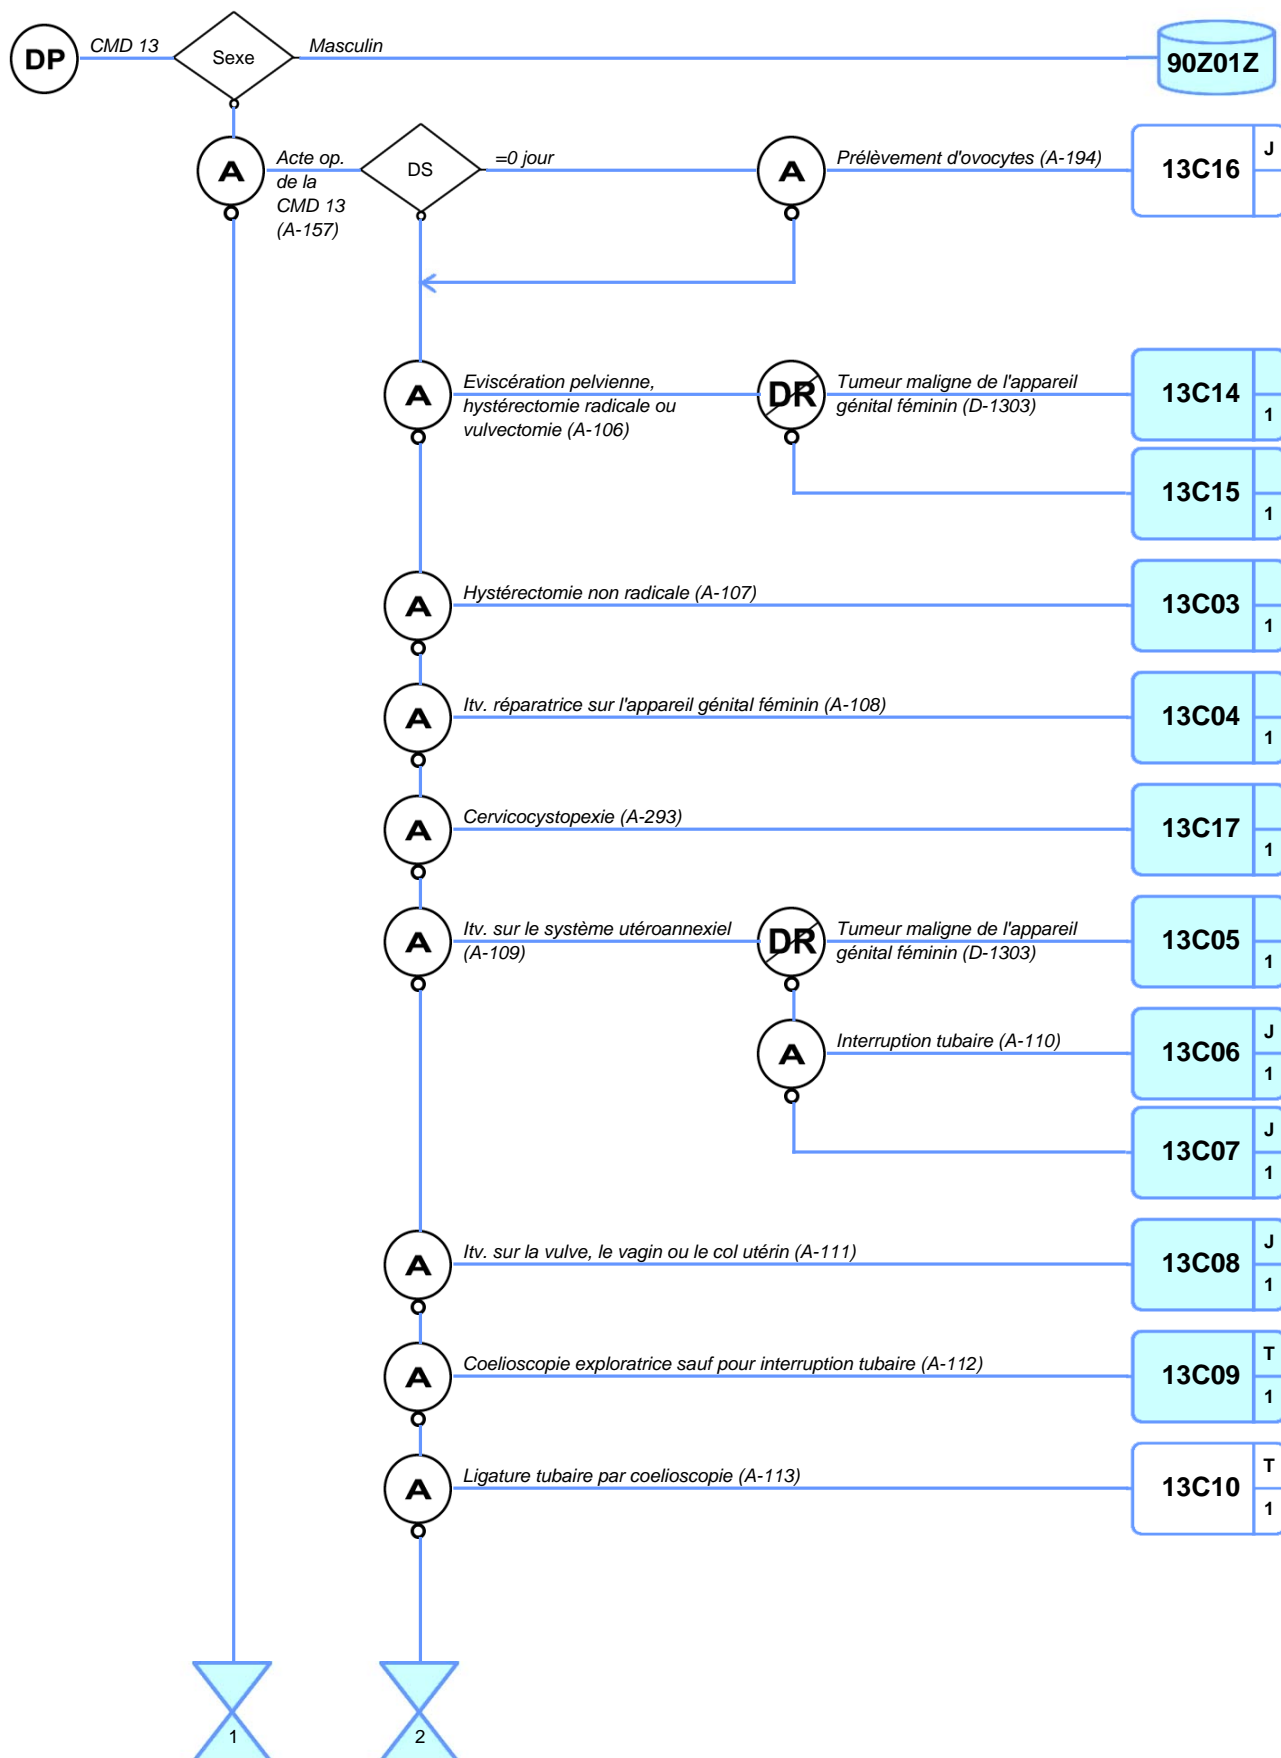 DP
CMD 13
Sexe
Masculin
90Z01Z
A
Acte op.
de la
CMD 13
(A-157)
DS
=0 jour
A
Prélèvement d'ovocytes (A-194)
13C16
J
A
Eviscération pelvienne,
hystérectomie radicale ou
vulvectomie (A-106)
DR
Tumeur maligne de l'appareil
génital féminin (D-1303)
13C14
1
13C15
1
A
Hystérectomie non radicale (A-107)
13C03
1
A
Itv. réparatrice sur l'appareil génital féminin (A-108)
13C04
1
A
Cervicocystopexie (A-293)
13C17
1
A
Itv. sur le système utéroannexiel
(A-109)
DR
Tumeur maligne de l'appareil
génital féminin (D-1303)
13C05
1
A
Interruption tubaire (A-110)
13C06
J
1
13C07
J
1
A
Itv. sur la vulve, le vagin ou le col utérin (A-111)
13C08
J
1
A
Coelioscopie exploratrice sauf pour interruption tubaire (A-112)
13C09
T
1
A
Ligature tubaire par coelioscopie (A-113)
13C10
T
1
1
2